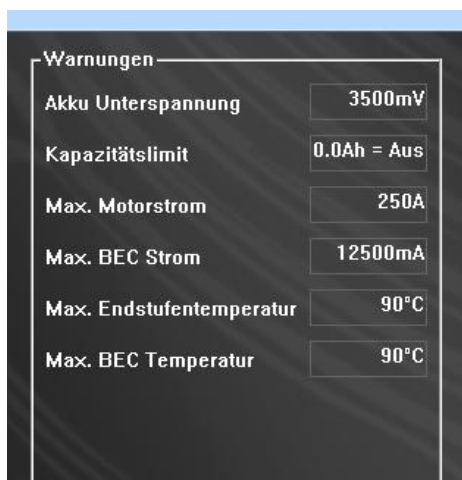 Warnungen
Akku Unterspannung 3500mV
Kapazitätslimit 0.0Ah = Aus
Max. Motorstrom 250A
Max. BEC Strom 12500mA
Max. Endstufentemperatur 90°C
Max. BEC Temperatur 90°C